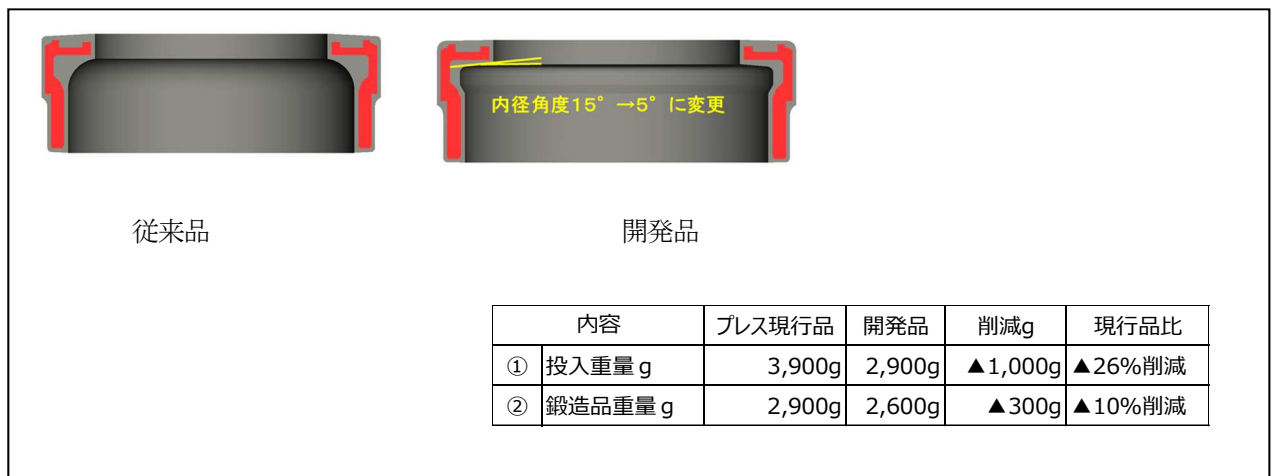 内径角度15°→5°に変更
従来品
開発品
内容 プレス現行品 開発品 削減g 現行品比
① 投入重量g 3,900g 2,900g ▲1,000g ▲26%削減
② 鍛造品重量g 2,900g 2,600g ▲300g ▲10%削減